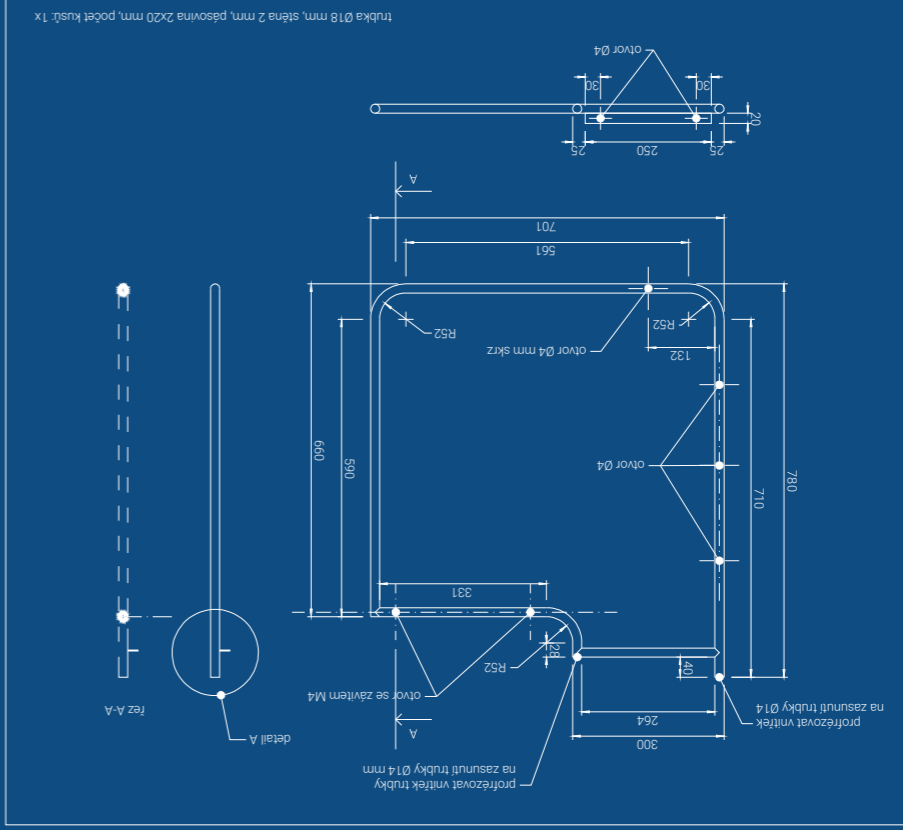 profrézovat vnitřek trubky
na zasunutí trubky Ø14 mm
300
264
profrézovat vnitřek
na zasunutí trubky Ø14
40
28
R52
otvor se závitem M4
A
detail A
řez A-A
331
780
710
660
590
otvor Ø4
132
otvor Ø4 mm skrz
R52
R52
561
701
A
25
250
25
20
30
30
otvor Ø4
trubka Ø18 mm, stěna 2 mm, pásovina 2x20 mm, počet kusů: 1x